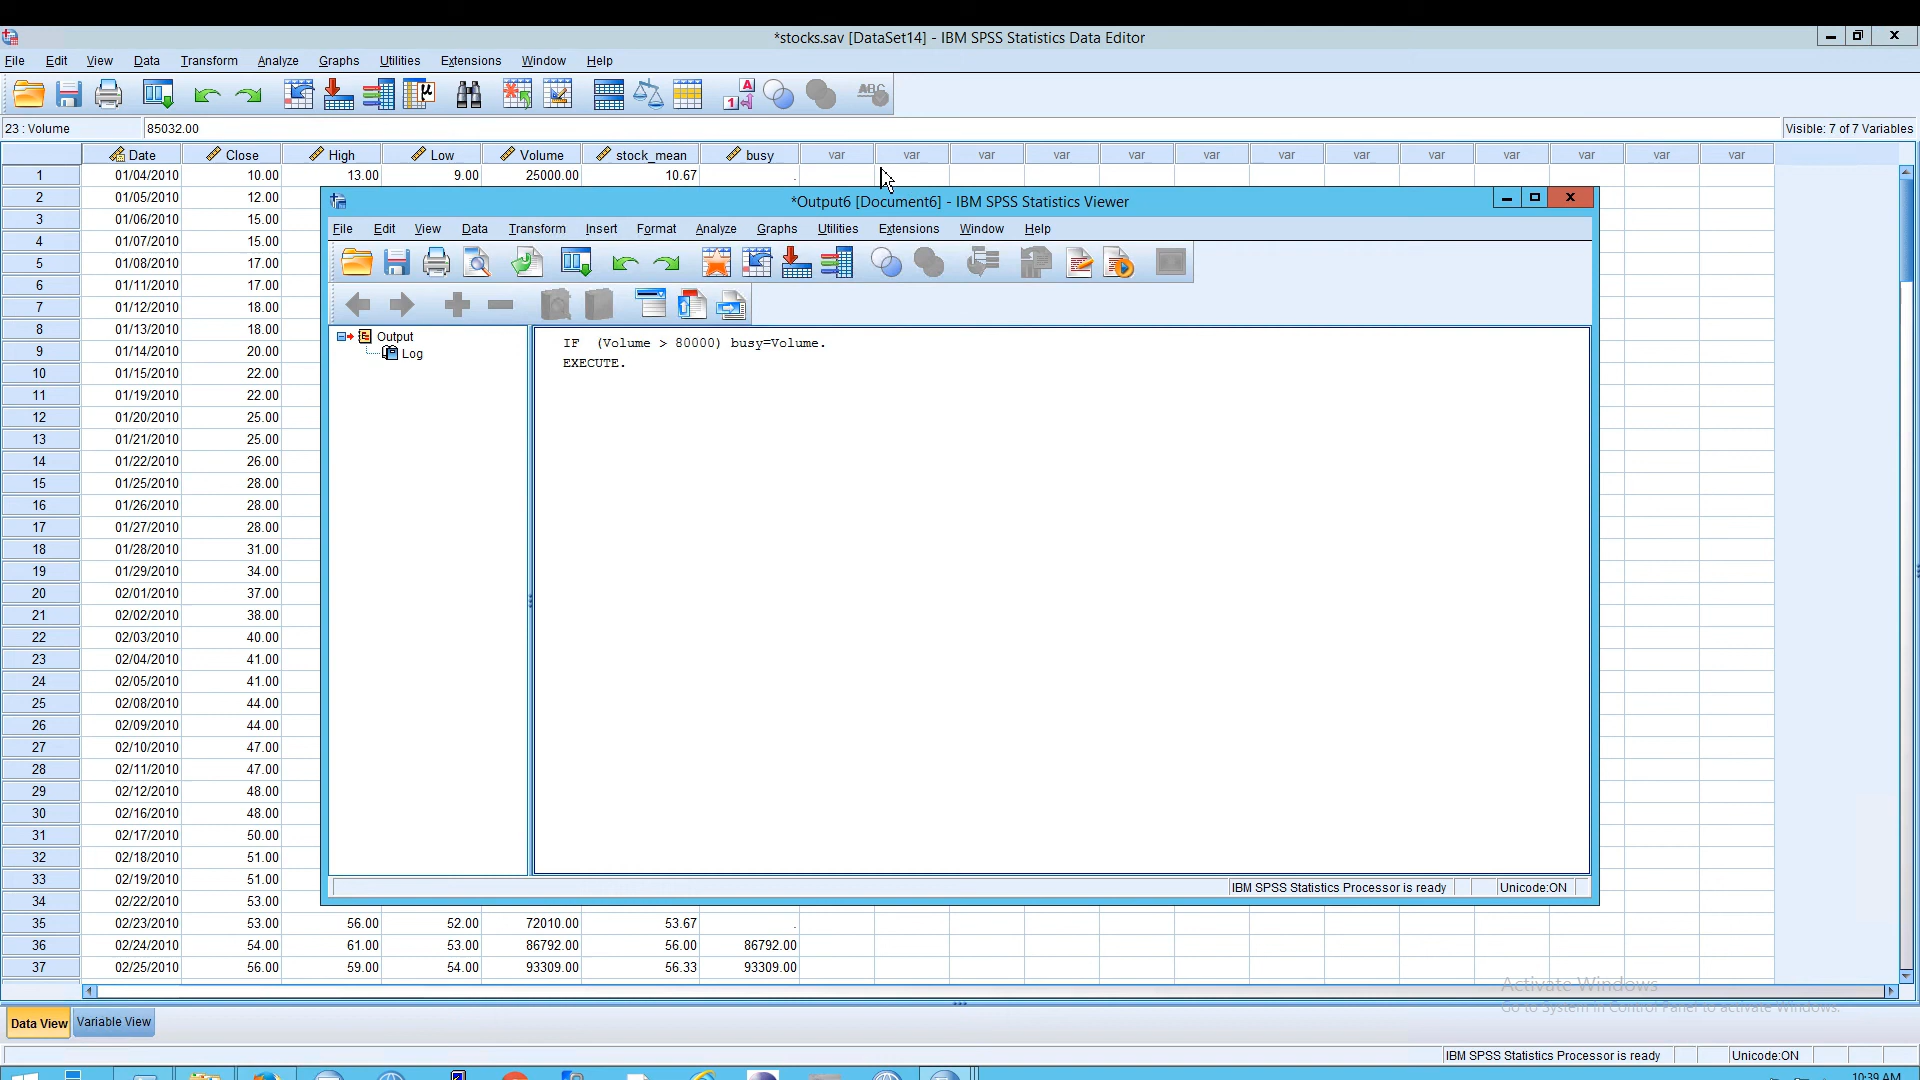 *stocks.sav [DataSet14] - IBM SPSS Statistics Data Editor
File Edit View Data Transform Analyze Graphs Utilities Extensions Window Help
23 : Volume 85032.00 Visible: 7 of 7 Variables
Date Close High Low Volume stock_mean busy var var var var var var var var var var var var var
1 01/04/2010 10.00 13.00 9.00 25000.00 10.67 .
*Output6 [Document6] - IBM SPSS Statistics Viewer
File Edit View Data Transform Insert Format Analyze Graphs Utilities Extensions Window Help
Output
Log
IF (Volume > 80000) busy=Volume.
EXECUTE.
IBM SPSS Statistics Processor is ready Unicode:ON
2 01/05/2010 12.00
3 01/06/2010 15.00
4 01/07/2010 15.00
5 01/08/2010 17.00
6 01/11/2010 17.00
7 01/12/2010 18.00
8 01/13/2010 18.00
9 01/14/2010 20.00
10 01/15/2010 22.00
11 01/19/2010 22.00
12 01/20/2010 25.00
13 01/21/2010 25.00
14 01/22/2010 26.00
15 01/25/2010 28.00
16 01/26/2010 28.00
17 01/27/2010 28.00
18 01/28/2010 31.00
19 01/29/2010 34.00
20 02/01/2010 37.00
21 02/02/2010 38.00
22 02/03/2010 40.00
23 02/04/2010 41.00
24 02/05/2010 41.00
25 02/08/2010 44.00
26 02/09/2010 44.00
27 02/10/2010 47.00
28 02/11/2010 47.00
29 02/12/2010 48.00
30 02/16/2010 48.00
31 02/17/2010 50.00
32 02/18/2010 51.00
33 02/19/2010 51.00
34 02/22/2010 53.00
35 02/23/2010 53.00 56.00 52.00 72010.00 53.67 .
36 02/24/2010 54.00 61.00 53.00 86792.00 56.00 86792.00
37 02/25/2010 56.00 59.00 54.00 93309.00 56.33 93309.00
Activate Windows
Go to System in Control Panel to activate Windows.
Data View Variable View
IBM SPSS Statistics Processor is ready Unicode:ON
10:39 AM